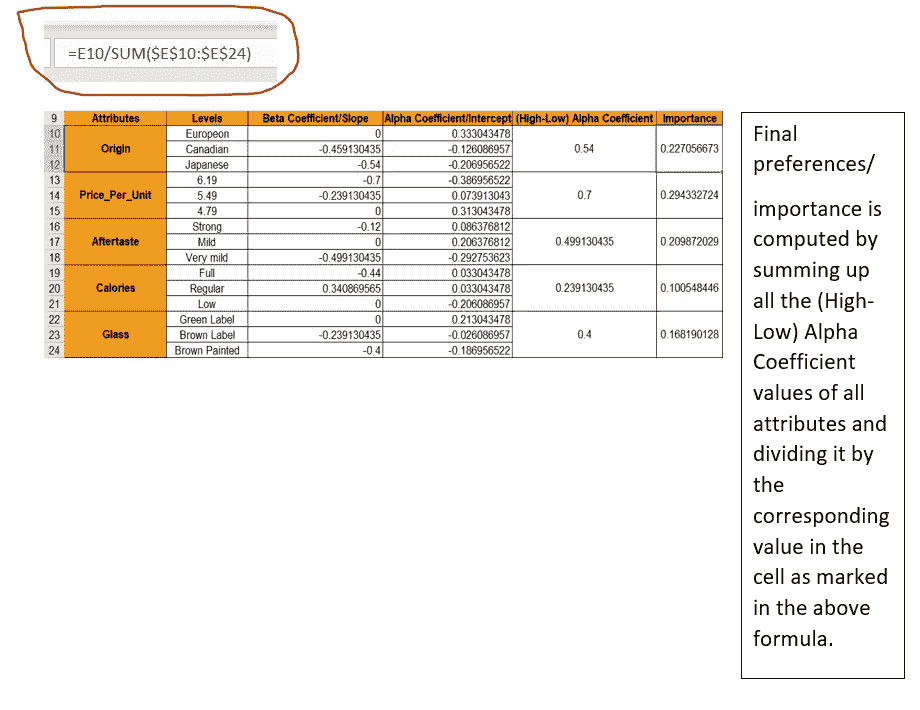 =E10/SUM($E$10:$E$24)
9 Attributes Levels Beta Coefficient/Slope Alpha Coefficient/Intercept (High-Low) Alpha Coefficient Importance
10 Europeon 0 0.333043478
11 Origin Canadian -0.459130435 -0.126086957 0.54 0.227056673
12 Japanese -0.54 -0.206956522
13 6.19 -0.7 -0.386956522
14 Price_Per_Unit 5.49 -0.239130435 0.073913043 0.7 0.294332724
15 4.79 0 0.313043478
16 Strong -0.12 0.086376812
17 Aftertaste Mild 0 0.206376812 0.499130435 0.209872029
18 Very mild -0.499130435 -0.292753623
19 Full -0.44 0.033043478
20 Calories Regular 0.340869565 0.033043478 0.239130435 0.100548446
21 Low 0 -0.206086957
22 Green Label 0 0.213043478
23 Glass Brown Label -0.239130435 -0.026086957 0.4 0.168190128
24 Brown Painted -0.4 -0.186956522
Final
preferences/
importance is
computed by
summing up
all the (High-
Low) Alpha
Coefficient
values of all
attributes and
dividing it by
the
corresponding
value in the
cell as marked
in the above
formula.